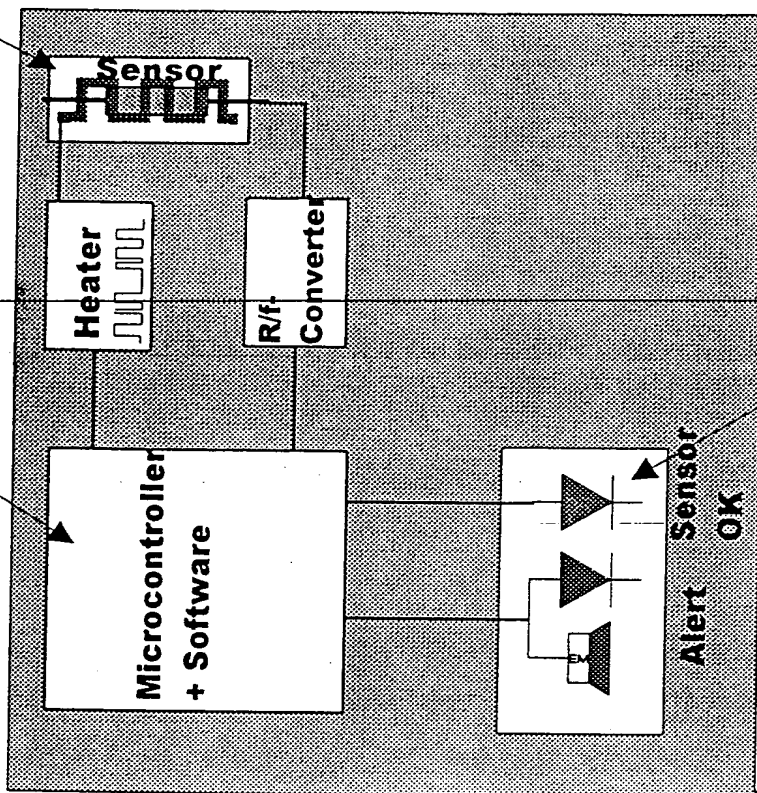 Sensor
Heater
R/f-
Converter
Microcontroller
+ Software
Sensor
OK
Alert
EM